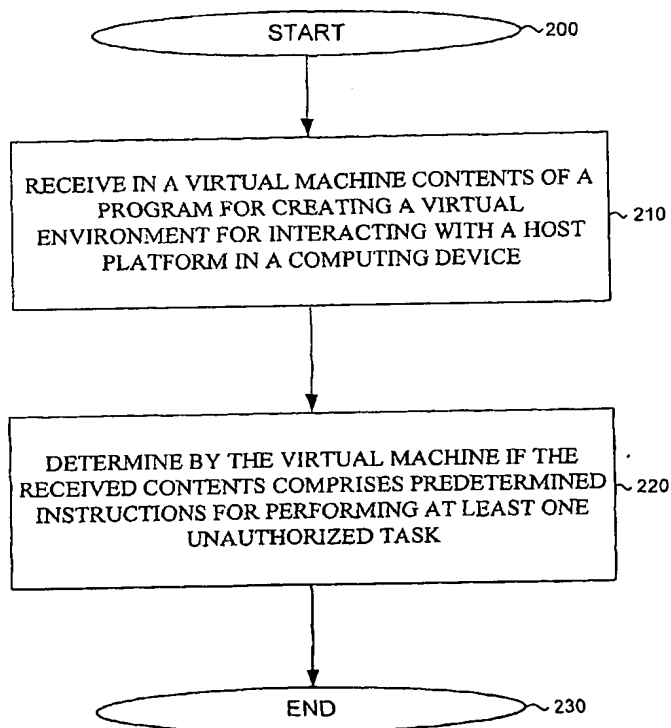 START
200
RECEIVE IN A VIRTUAL MACHINE CONTENTS OF A
PROGRAM FOR CREATING A VIRTUAL
ENVIRONMENT FOR INTERACTING WITH A HOST
PLATFORM IN A COMPUTING DEVICE
210
DETERMINE BY THE VIRTUAL MACHINE IF THE
RECEIVED CONTENTS COMPRISES PREDETERMINED
INSTRUCTIONS FOR PERFORMING AT LEAST ONE
UNAUTHORIZED TASK
220
END
230